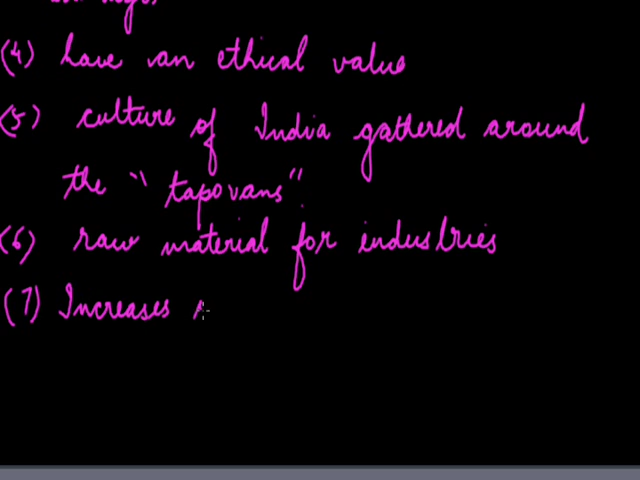 (4) have an ethical value
(5) culture of India gathered around
the "tapovans".
(6) raw material for industries
(7) Increases